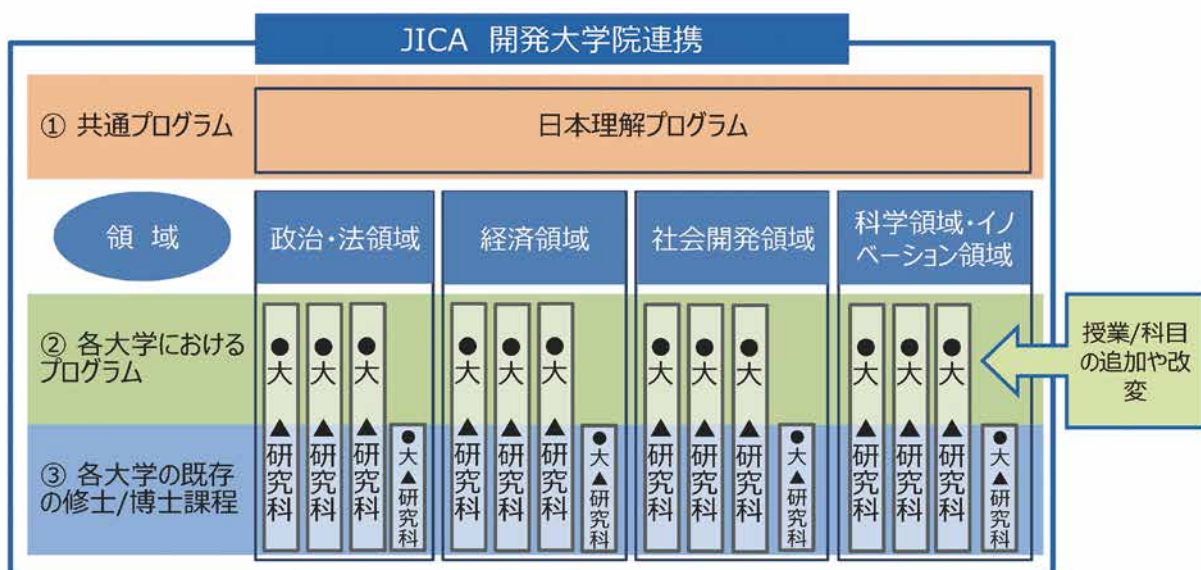 JICA 開発大学院連携
① 共通プログラム
日本理解プログラム
領 域
政治・法領域
経済領域
社会開発領域
科学領域・イノ
ベーション領域
② 各大学における
プログラム
③ 各大学の既存
の修士/博士課程
●大 ▲研究科
●大 ▲研究科
●大 ▲研究科
●大▲研究科
●大 ▲研究科
●大 ▲研究科
●大 ▲研究科
●大▲研究科
●大 ▲研究科
●大 ▲研究科
●大 ▲研究科
●大▲研究科
●大 ▲研究科
●大 ▲研究科
●大 ▲研究科
●大▲研究科
授業/科目
の追加や改
変